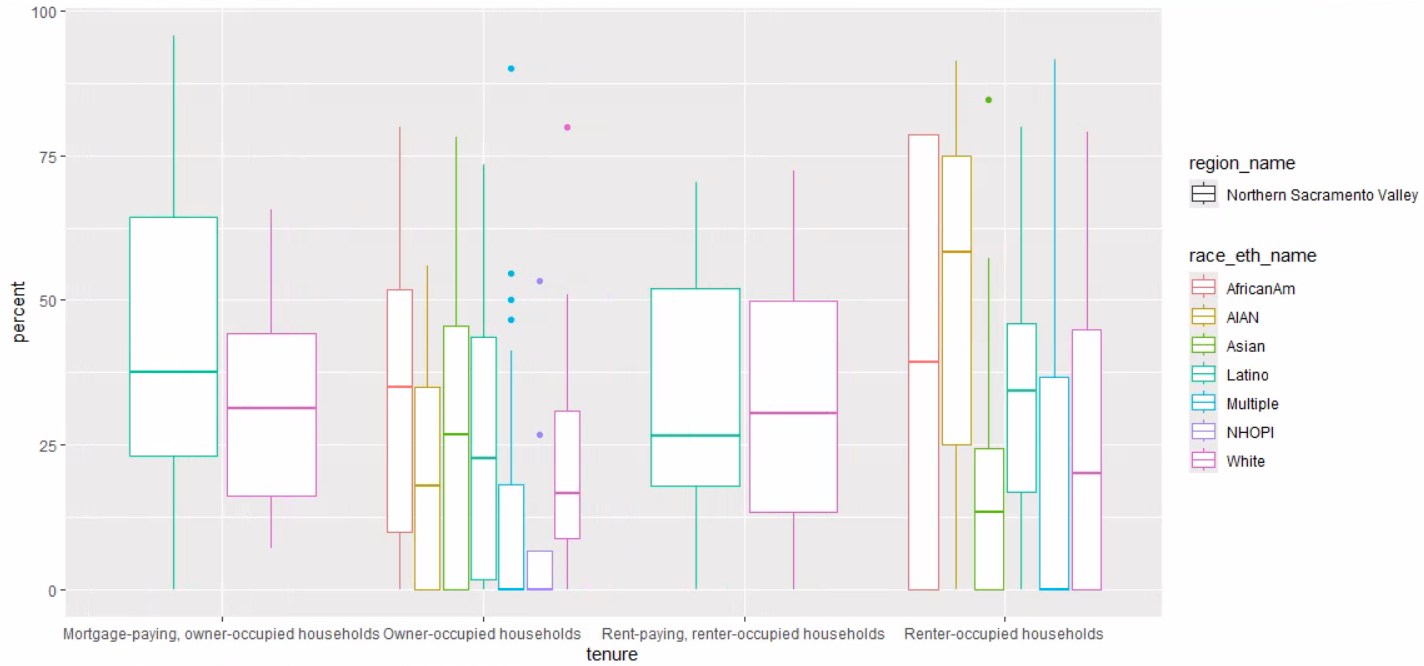 100
75
50
25
0
percent
Mortgage-paying, owner-occupied households
Owner-occupied households
Rent-paying, renter-occupied households
Renter-occupied households
tenure
region_name
Northern Sacramento Valley
race_eth_name
AfricanAm
AIAN
Asian
Latino
Multiple
NHOPI
White